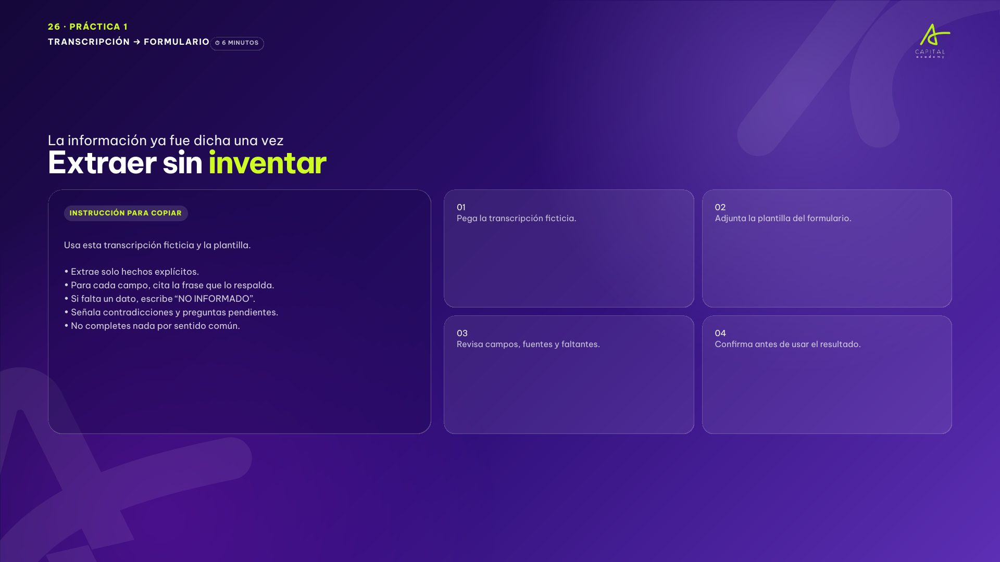 26 · PRÁCTICA 1
TRANSCRIPCIÓN → FORMULARIO ⏱ 6 MINUTOS
CAPITAL
academy
La información ya fue dicha una vez
Extraer sin inventar
INSTRUCCIÓN PARA COPIAR
Usa esta transcripción ficticia y la plantilla.
• Extrae solo hechos explícitos.
• Para cada campo, cita la frase que lo respalda.
• Si falta un dato, escribe “NO INFORMADO”.
• Señala contradicciones y preguntas pendientes.
• No completes nada por sentido común.
01
Pega la transcripción ficticia.
02
Adjunta la plantilla del formulario.
03
Revisa campos, fuentes y faltantes.
04
Confirma antes de usar el resultado.